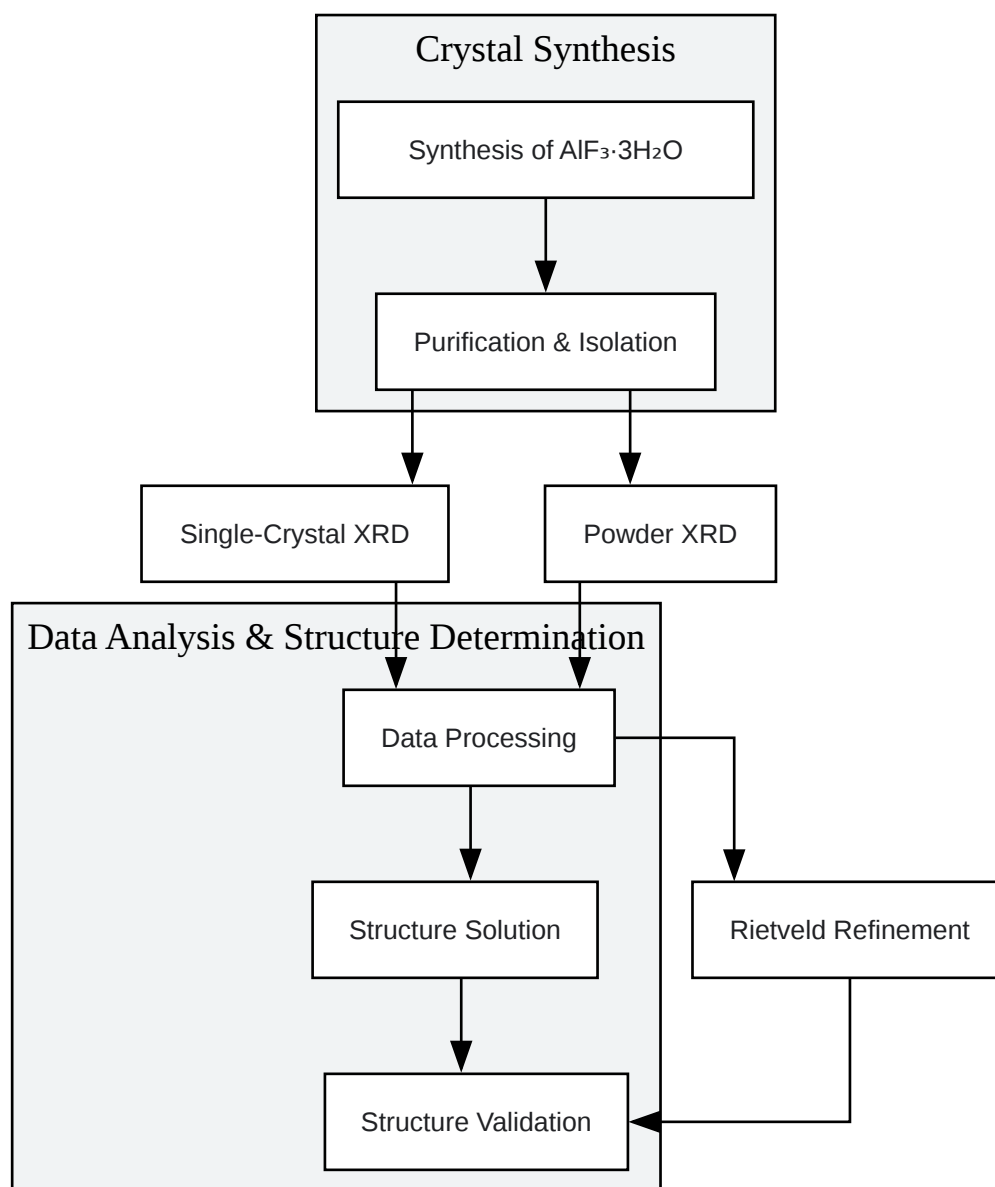 Crystal Synthesis
Synthesis of AlF₃·3H₂O
Purification & Isolation
Single-Crystal XRD
Powder XRD
Data Analysis & Structure Determination
Data Processing
Structure Solution
Rietveld Refinement
Structure Validation